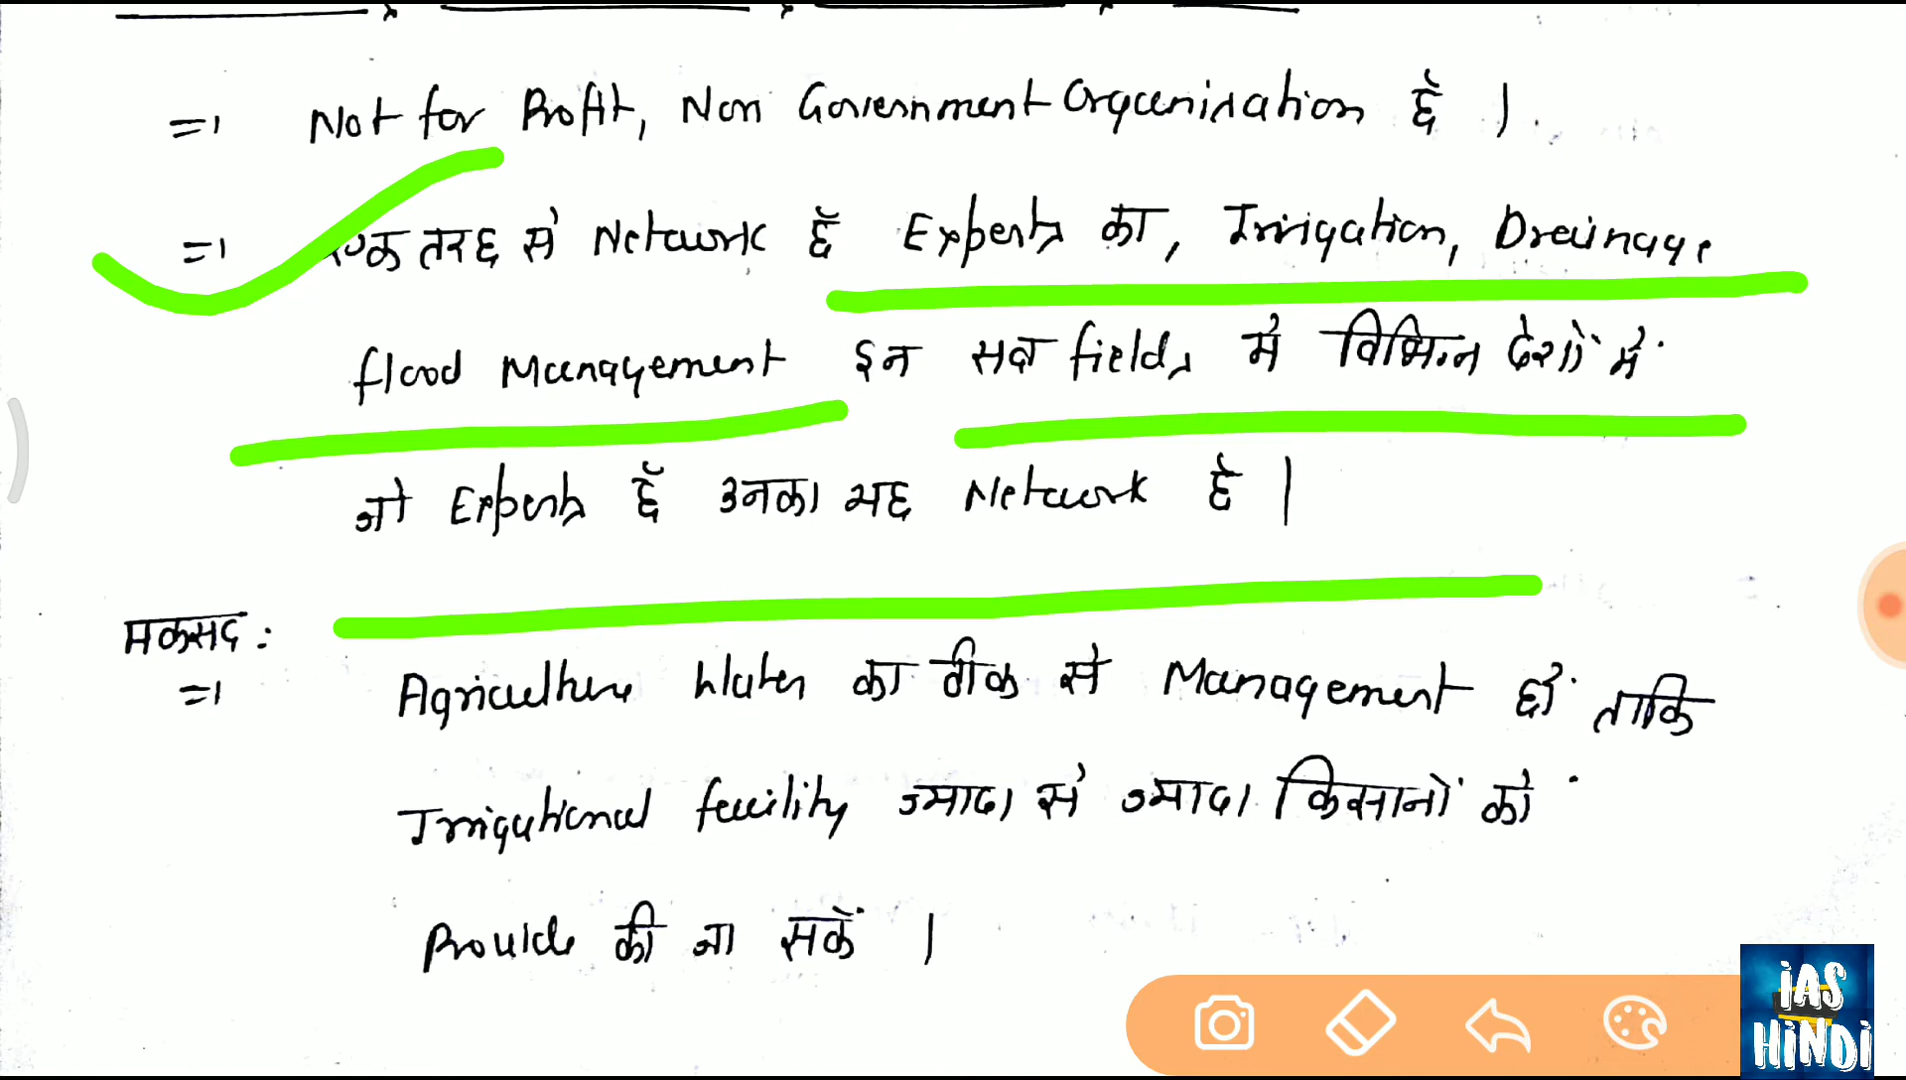 => Not for Profit, Non Government Organisation है |
=> एक तरह से Network है Experts का, Irrigation, Drainage
flood Management इन सब fields में विभिन्न देशों में
जो Experts हैं उनका यह Network है |
मकसद :
=> Agriculture Water का ठीक से Management हो ताकि
Irrigational facility ज्यादा से ज्यादा किसानों को
Provide की जा सकें |
iAS
HiNDi